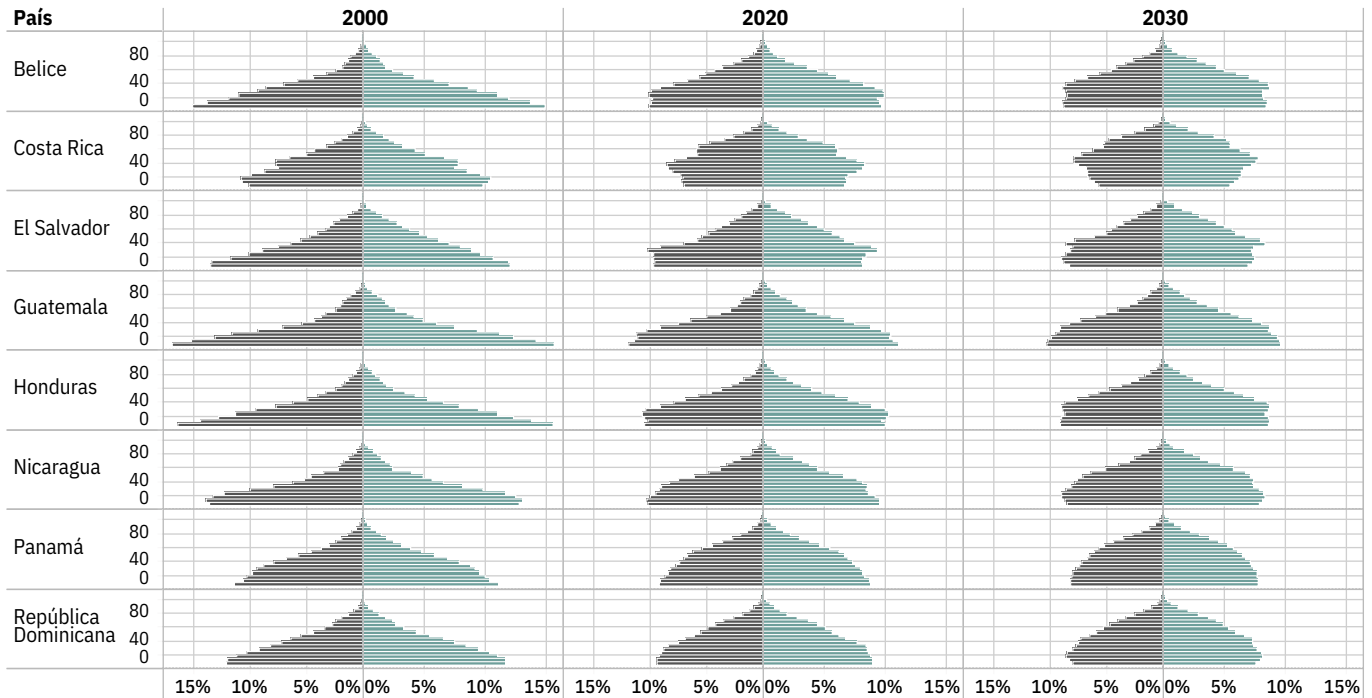 País 2000 2020 2030
80
Belice 40
0
80
Costa Rica 40
0
80
El Salvador 40
0
80
Guatemala 40
0
80
Honduras 40
0
80
Nicaragua 40
0
80
Panamá 40
0
República 80
Dominicana 40
0
15% 10% 5% 0% 0% 5% 10% 15% 15% 10% 5% 0% 0% 5% 10% 15% 15% 10% 5% 0% 0% 5% 10% 15%